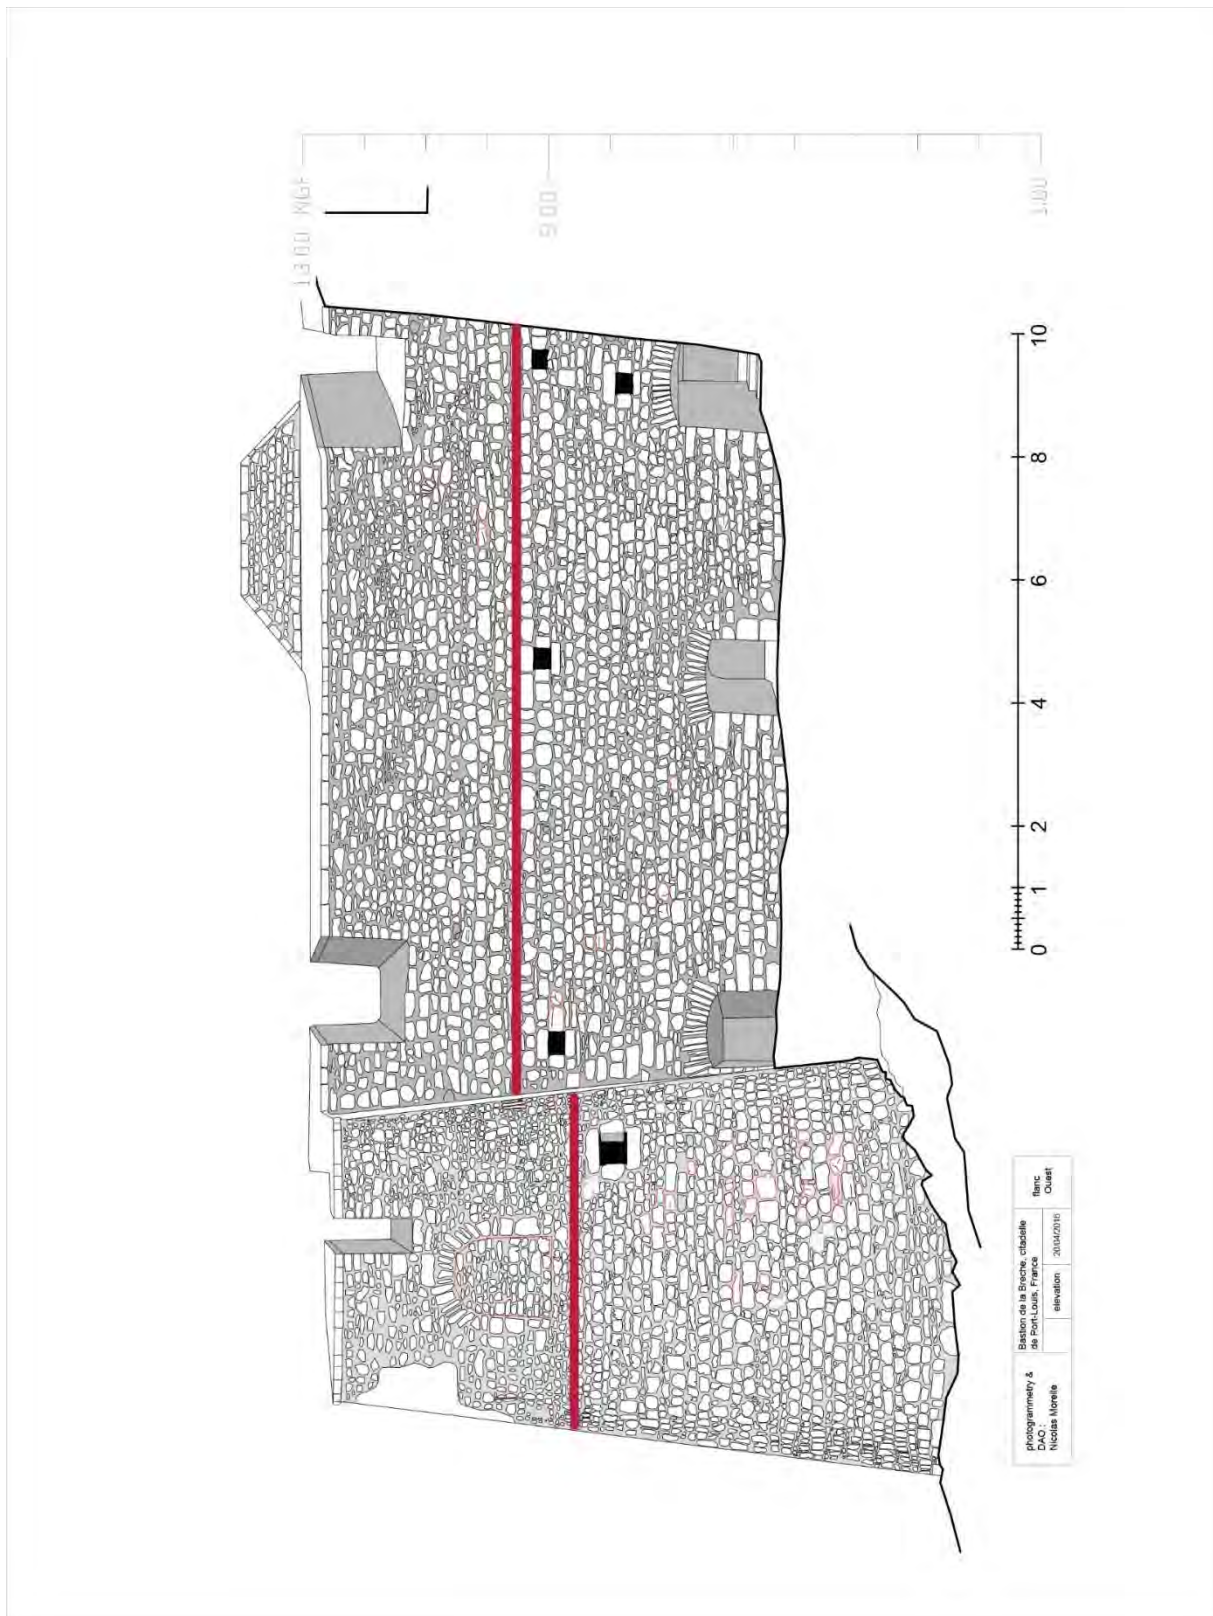 13.00 NGF
9.00
1.00
0 1 2 4 6 8 10
photogrammetry &
DAO :
Nicolas Morelle
Bastion de la Brèche, citadelle
de Port-Louis, France
elevation
20/04/2016
flanc
Ouest